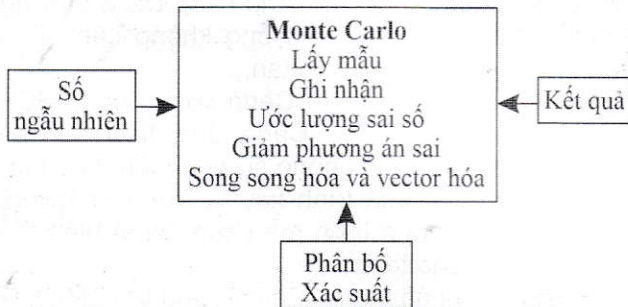 Monte Carlo
Lấy mẫu
Ghi nhận
Ước lượng sai số
Giảm phương án sai
Song song hóa và vector hóa
Số
ngẫu nhiên
Kết quả
Phân bố
Xác suất